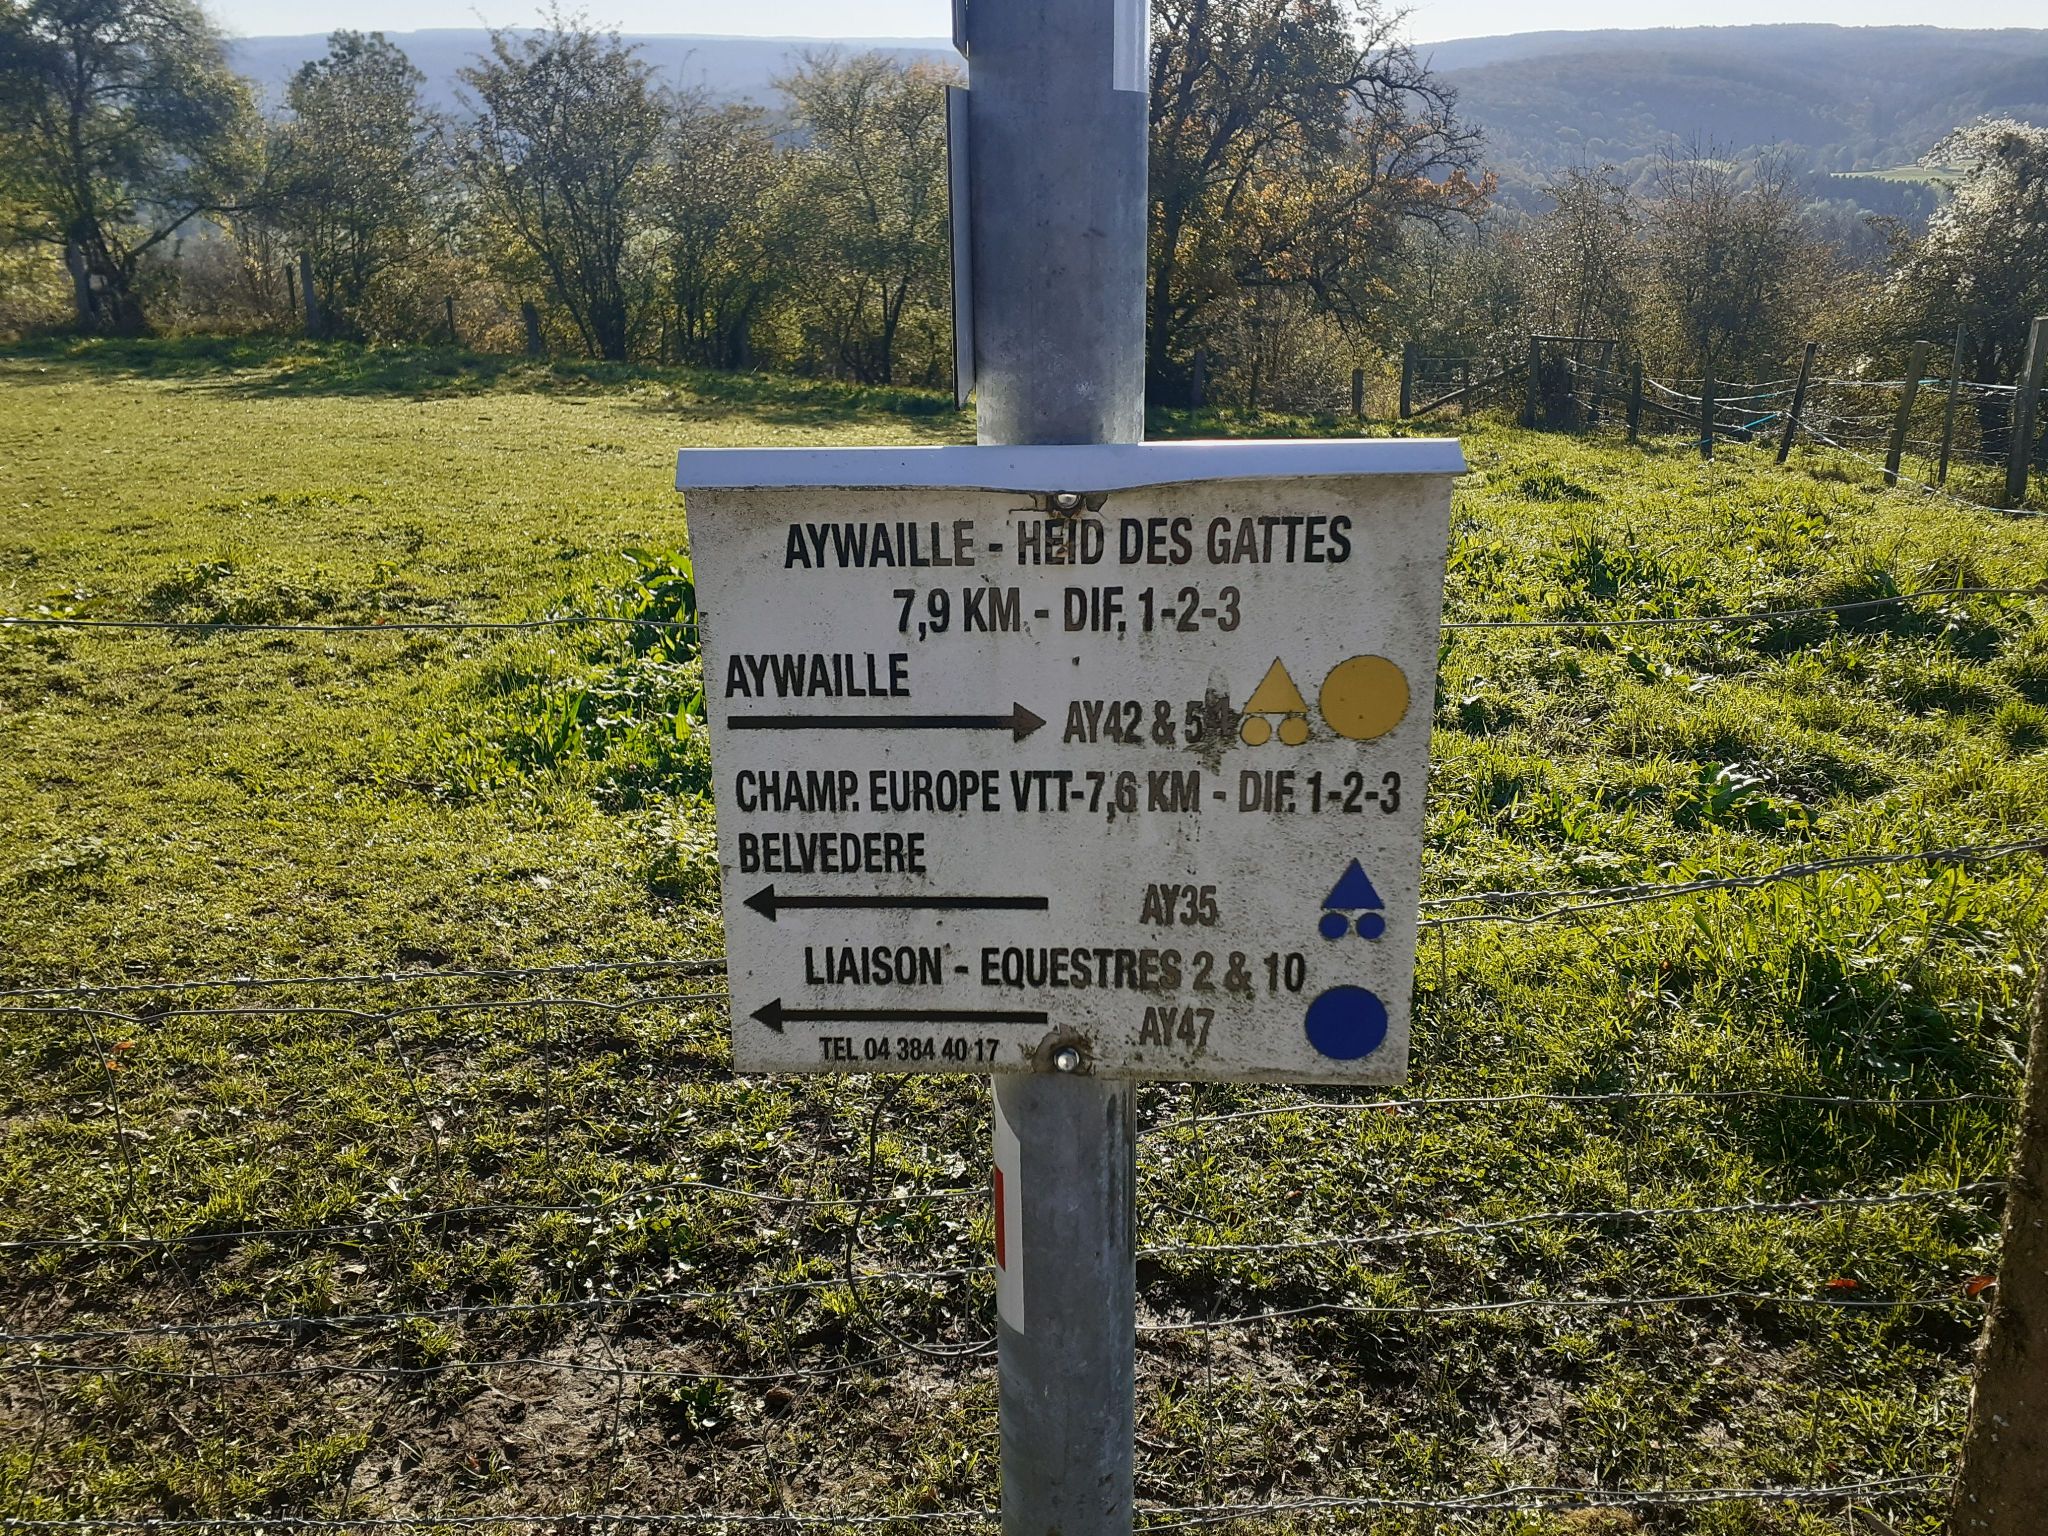 AYWAILLE - HEID DES GATTES
7,9 KM - DIF. 1-2-3
AYWAILLE
AY42 & 54
CHAMP. EUROPE VTT-7,6 KM - DIF. 1-2-3
BELVEDERE
AY35
LIAISON - EQUESTRES 2 & 10
AY47
TEL 04 384 40 17